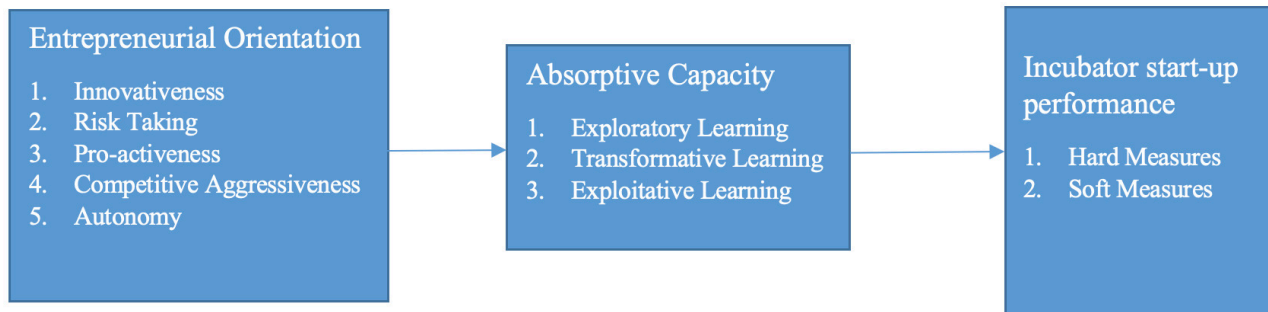 Entrepreneurial Orientation
1. Innovativeness
2. Risk Taking
3. Pro-activeness
4. Competitive Aggressiveness
5. Autonomy
Absorptive Capacity
1. Exploratory Learning
2. Transformative Learning
3. Exploitative Learning
Incubator start-up
performance
1. Hard Measures
2. Soft Measures